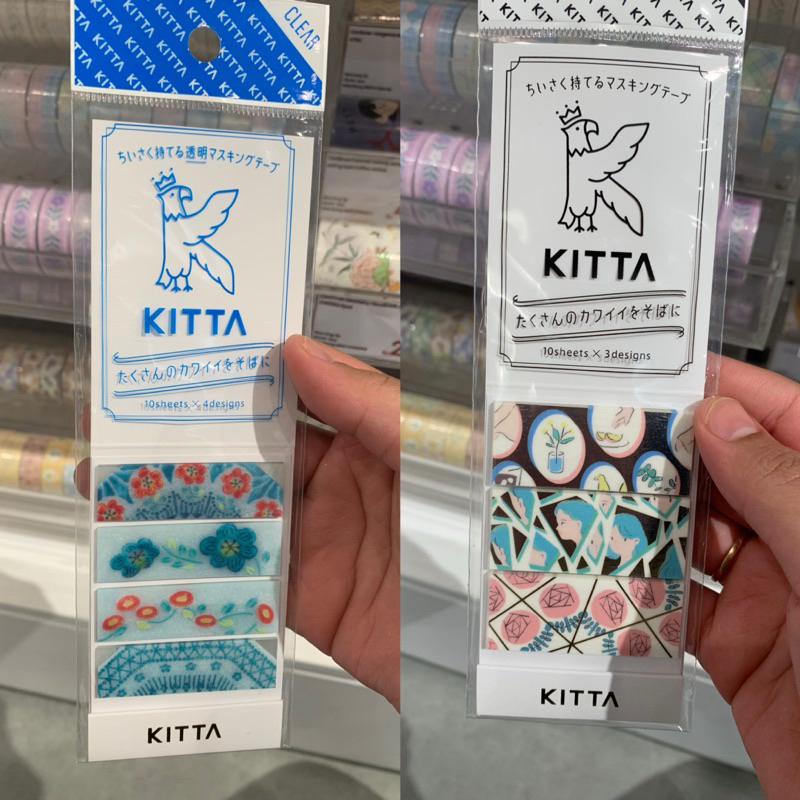 CLEAR
KITTA
ちいさく持てる透明マスキングテープ
KITTA
たくさんのカワイイをそばに
10sheets × 4designs
KITTA
ちいさく持てるマスキングテープ
KITTA
たくさんのカワイイをそばに
10sheets × 3designs
KITTA